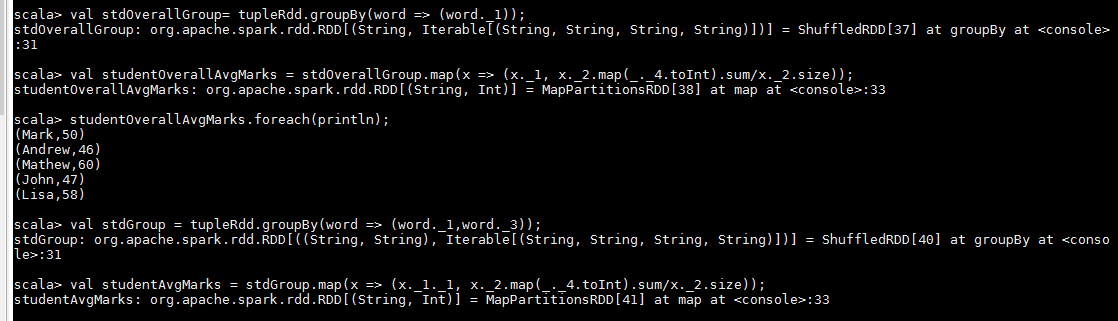 scala> val stdOverallGroup= tupleRdd.groupBy(word => (word._1));
stdOverallGroup: org.apache.spark.rdd.RDD[(String, Iterable[(String, String, String, String)])] = ShuffledRDD[37] at groupBy at <console>
:31
scala> val studentOverallAvgMarks = stdOverallGroup.map(x => (x._1, x._2.map(_._4.toInt).sum/x._2.size));
studentOverallAvgMarks: org.apache.spark.rdd.RDD[(String, Int)] = MapPartitionsRDD[38] at map at <console>:33
scala> studentOverallAvgMarks.foreach(println);
(Mark,50)
(Andrew,46)
(Mathew,60)
(John,47)
(Lisa,58)
scala> val stdGroup = tupleRdd.groupBy(word => (word._1,word._3));
stdGroup: org.apache.spark.rdd.RDD[((String, String), Iterable[(String, String, String, String)])] = ShuffledRDD[40] at groupBy at <conso
le>:31
scala> val studentAvgMarks = stdGroup.map(x => (x._1._1, x._2.map(_._4.toInt).sum/x._2.size));
studentAvgMarks: org.apache.spark.rdd.RDD[(String, Int)] = MapPartitionsRDD[41] at map at <console>:33